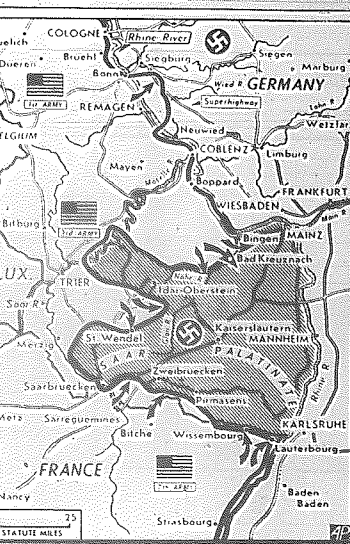 COLOGNE
Rhine River
Bruehl
Siegburg
Siegen
Dueren
Bonn
Marburg
1st ARMY
Wied R
GERMANY
REMAGEN
Superhighway
Lahn R
Neuwied
Wetzlar
BELGIUM
COBLENZ
Limburg
Mayen
Moselle R
Boppard
FRANKFURT
WIESBADEN
3rd ARMY
Main R
Bitburg
Bingen
MAINZ
Bad Kreuznach
LUX.
TRIER
Nahe R
Idar-Oberstein
Saar R
St. Wendel
Kaiserslautern
MANNHEIM
Merzig
SAAR PALATINATE
Rhine R
Zweibruecken
Saarbruecken
Pirmasens
Metz
Sarreguemines
KARLSRUHE
Bitche
Wissembourg
Lauterbourg
FRANCE
7th ARMY
Baden
Baden
Nancy
25
STATUTE MILES
Strasbourg
AP